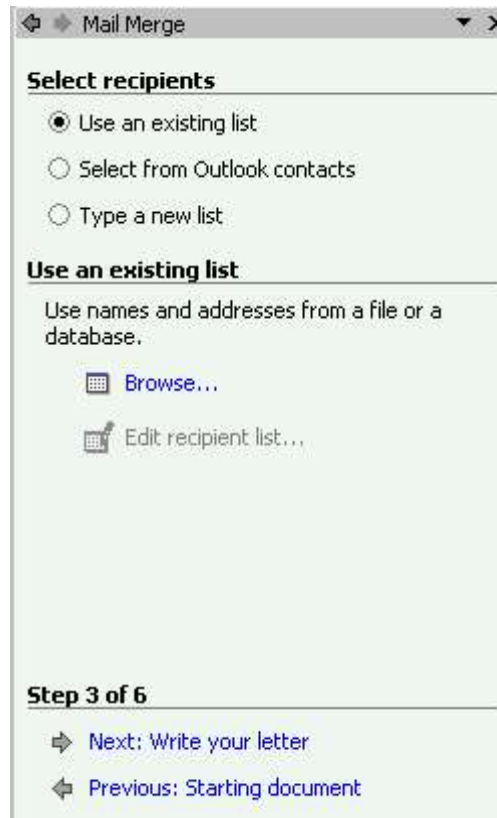 Mail Merge
Select recipients
Use an existing list
Select from Outlook contacts
Type a new list
Use an existing list
Use names and addresses from a file or a
database.
Browse...
Edit recipient list...
Step 3 of 6
Next: Write your letter
Previous: Starting document